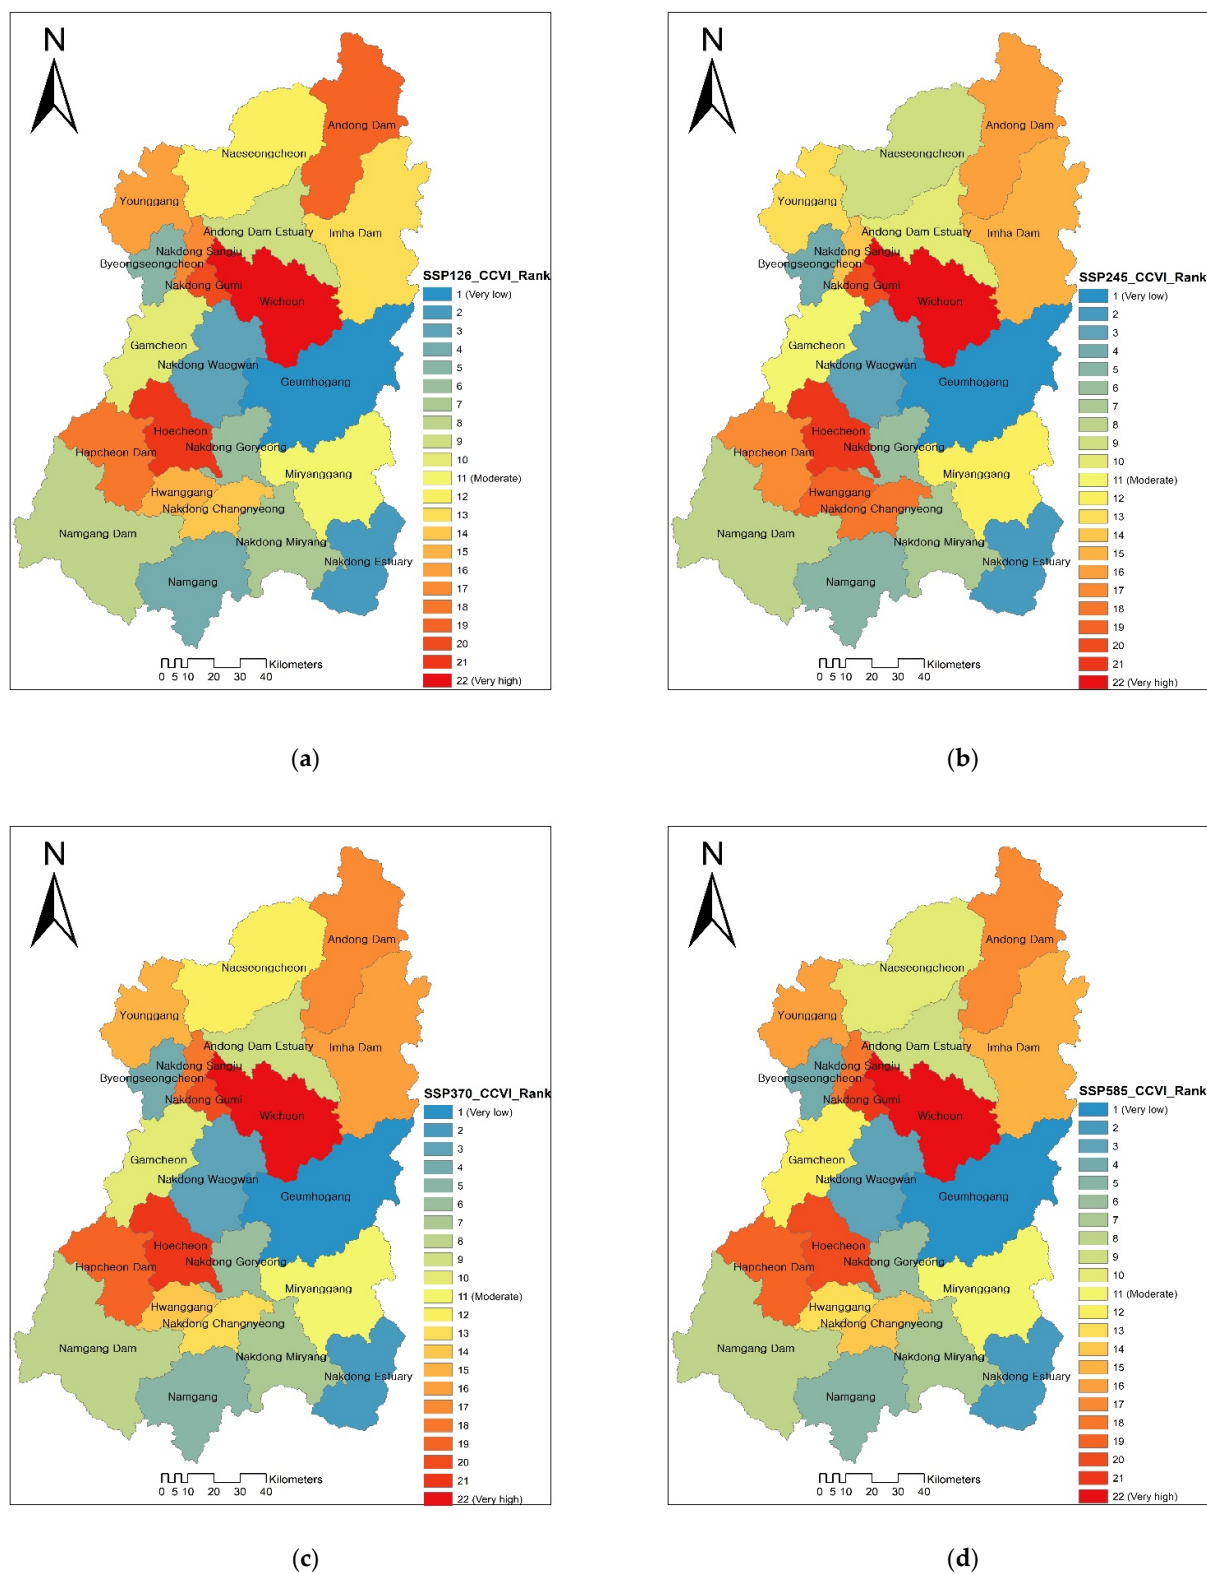 N
Andong Dam
Naeseongcheon
Younggang
Andong Dam Estuary
Imha Dam
Nakdong Sangju
Byeongseongcheon
Nakdong Gumi
Wicheon
Gamcheon
Nakdong Waegwan
Geumhogang
Hoecheon
Nakdong Goryeong
Hapcheon Dam
Miryanggang
Hwanggang
Nakdong Changnyeong
Namgang Dam
Nakdong Miryang
Nakdong Estuary
Namgang
SSP126_CCVI_Rank
1 (Very low)
2
3
4
5
6
7
8
9
10
11 (Moderate)
12
13
14
15
16
17
18
19
20
21
22 (Very high)
Kilometers
0 5 10 20 30 40
(a)
N
Andong Dam
Naeseongcheon
Younggang
Andong Dam Estuary
Imha Dam
Nakdong Sangju
Byeongseongcheon
Nakdong Gumi
Wicheon
Gamcheon
Nakdong Waegwan
Geumhogang
Hoecheon
Nakdong Goryeong
Hapcheon Dam
Miryanggang
Hwanggang
Nakdong Changnyeong
Namgang Dam
Nakdong Miryang
Nakdong Estuary
Namgang
SSP245_CCVI_Rank
1 (Very low)
2
3
4
5
6
7
8
9
10
11 (Moderate)
12
13
14
15
16
17
18
19
20
21
22 (Very high)
Kilometers
0 5 10 20 30 40
(b)
N
Andong Dam
Naeseongcheon
Younggang
Andong Dam Estuary
Imha Dam
Nakdong Sangju
Byeongseongcheon
Nakdong Gumi
Wicheon
Gamcheon
Nakdong Waegwan
Geumhogang
Hoecheon
Nakdong Goryeong
Hapcheon Dam
Miryanggang
Hwanggang
Nakdong Changnyeong
Namgang Dam
Nakdong Miryang
Nakdong Estuary
Namgang
SSP370_CCVI_Rank
1 (Very low)
2
3
4
5
6
7
8
9
10
11 (Moderate)
12
13
14
15
16
17
18
19
20
21
22 (Very high)
Kilometers
0 5 10 20 30 40
(c)
N
Andong Dam
Naeseongcheon
Younggang
Andong Dam Estuary
Imha Dam
Nakdong Sangju
Byeongseongcheon
Nakdong Gumi
Wicheon
Gamcheon
Nakdong Waegwan
Geumhogang
Hoecheon
Nakdong Goryeong
Hapcheon Dam
Miryanggang
Hwanggang
Nakdong Changnyeong
Namgang Dam
Nakdong Miryang
Nakdong Estuary
Namgang
SSP585_CCVI_Rank
1 (Very low)
2
3
4
5
6
7
8
9
10
11 (Moderate)
12
13
14
15
16
17
18
19
20
21
22 (Very high)
Kilometers
0 5 10 20 30 40
(d)